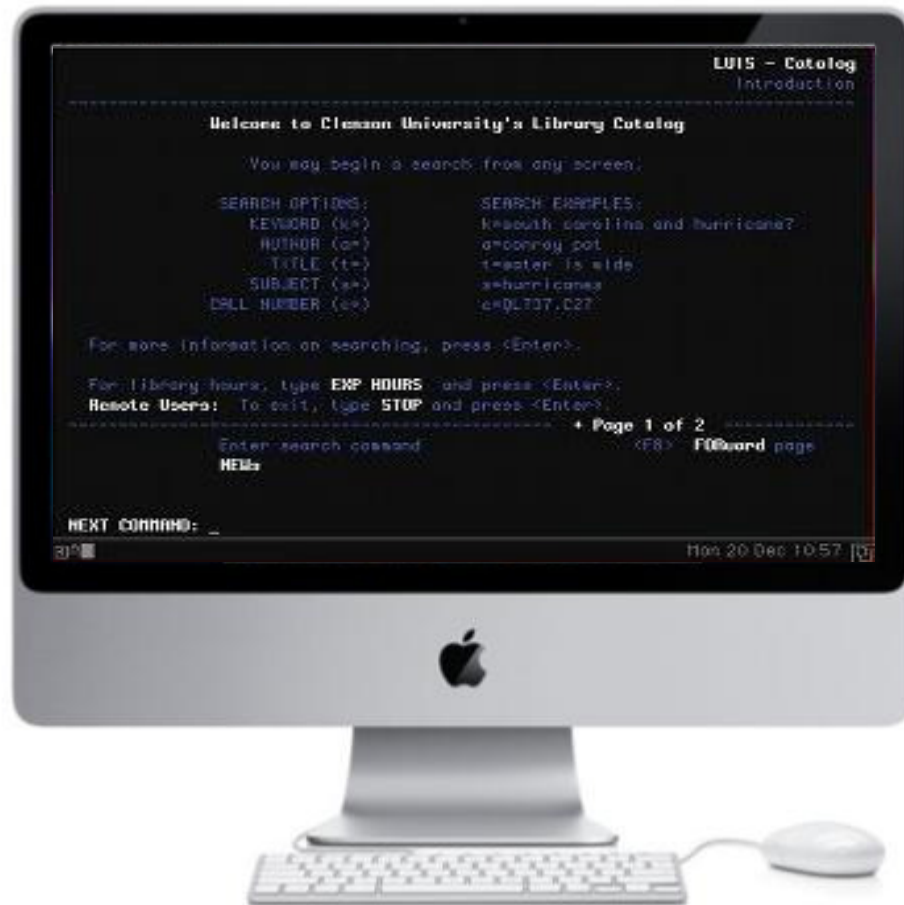 LUIS - Catalog
Introduction
Welcome to Clemson University's Library Catalog
You may begin a search from any screen.
SEARCH OPTIONS: SEARCH EXAMPLES:
KEYWORD (k=) k=south carolina and hurricane?
AUTHOR (a=) a=conroy pat
TITLE (t=) t=water is wide
SUBJECT (s=) s=hurricanes
CALL NUMBER (c=) c=QL737.C27
For more information on searching, press <Enter>.
For library hours, type EXP HOURS and press <Enter>.
Remote Users: To exit, type STOP and press <Enter>.
+ Page 1 of 2
Enter search command <F8> FORward page
NEWs
NEXT COMMAND: _
Mon 20 Dec 10:57